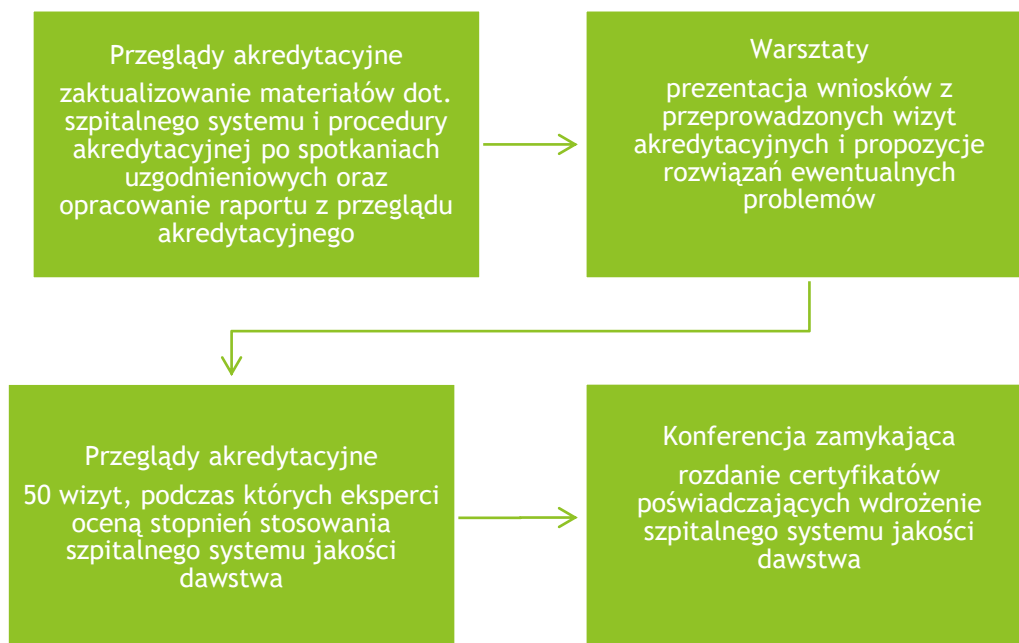 Przeglądy akredytacyjne
zaktualizowanie materiałów dot.
szpitalnego systemu i procedury
akredytacyjnej po spotkaniach
uzgodnieniowych oraz
opracowanie raportu z przeglądu
akredytacyjnego
Warsztaty
prezentacja wniosków z
przeprowadzonych wizyt
akredytacyjnych i propozycje
rozwiązań ewentualnych
problemów
Przeglądy akredytacyjne
50 wizyt, podczas których eksperci
oceną stopnień stosowania
szpitalnego systemu jakości
dawstwa
Konferencja zamykająca
rozdanie certyfikatów
poświadczających wdrożenie
szpitalnego systemu jakości
dawstwa